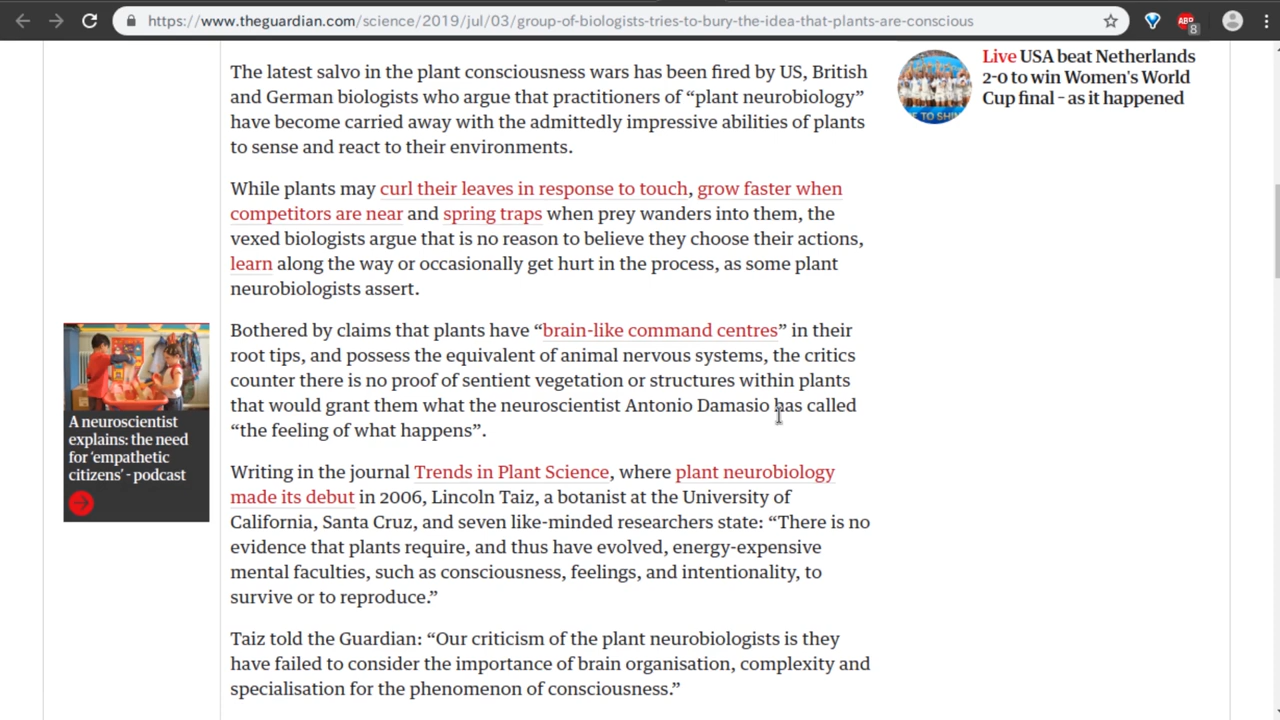 https://www.theguardian.com/science/2019/jul/03/group-of-biologists-tries-to-bury-the-idea-that-plants-are-conscious
ABP
8
The latest salvo in the plant consciousness wars has been fired by US, British
and German biologists who argue that practitioners of “plant neurobiology”
have become carried away with the admittedly impressive abilities of plants
to sense and react to their environments.
While plants may curl their leaves in response to touch, grow faster when
competitors are near and spring traps when prey wanders into them, the
vexed biologists argue that is no reason to believe they choose their actions,
learn along the way or occasionally get hurt in the process, as some plant
neurobiologists assert.
Bothered by claims that plants have “brain-like command centres” in their
root tips, and possess the equivalent of animal nervous systems, the critics
counter there is no proof of sentient vegetation or structures within plants
that would grant them what the neuroscientist Antonio Damasio has called
“the feeling of what happens”.
Writing in the journal Trends in Plant Science, where plant neurobiology
made its debut in 2006, Lincoln Taiz, a botanist at the University of
California, Santa Cruz, and seven like-minded researchers state: “There is no
evidence that plants require, and thus have evolved, energy-expensive
mental faculties, such as consciousness, feelings, and intentionality, to
survive or to reproduce.”
Taiz told the Guardian: “Our criticism of the plant neurobiologists is they
have failed to consider the importance of brain organisation, complexity and
specialisation for the phenomenon of consciousness.”
A neuroscientist
explains: the need
for ‘empathetic
citizens’ - podcast
Live USA beat Netherlands
2-0 to win Women's World
Cup final – as it happened
E TO SHI